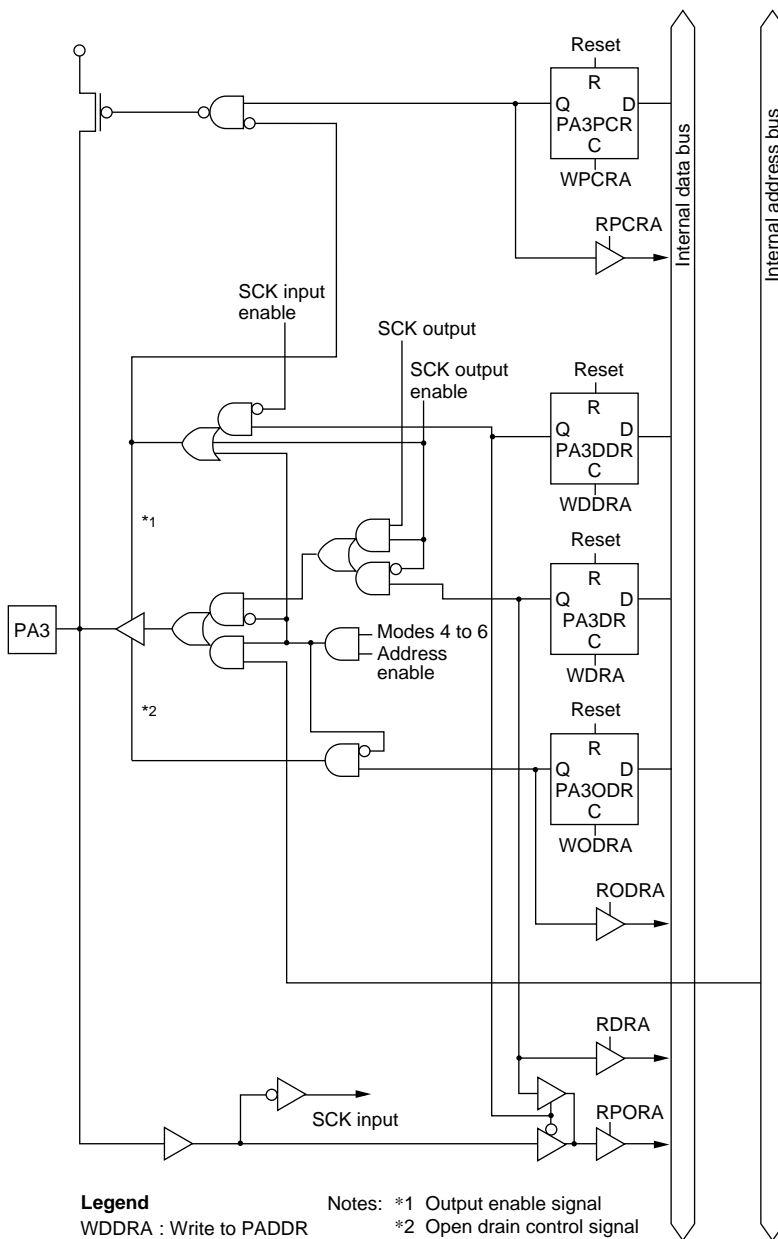 Reset
R
Q D
PA3PCR
C
WPCRA
RPCRA
Internal data bus
Internal address bus
SCK input
enable
SCK output
SCK output
enable
Reset
R
Q D
PA3DDR
C
WDDRA
*1
Reset
R
Q D
PA3DR
C
WDRA
PA3
Modes 4 to 6
Address
enable
*2
Reset
R
Q D
PA3ODR
C
WODRA
RODRA
RDRA
SCK input
RPORA
Legend
WDDRA : Write to PADDR
Notes: *1 Output enable signal
*2 Open drain control signal